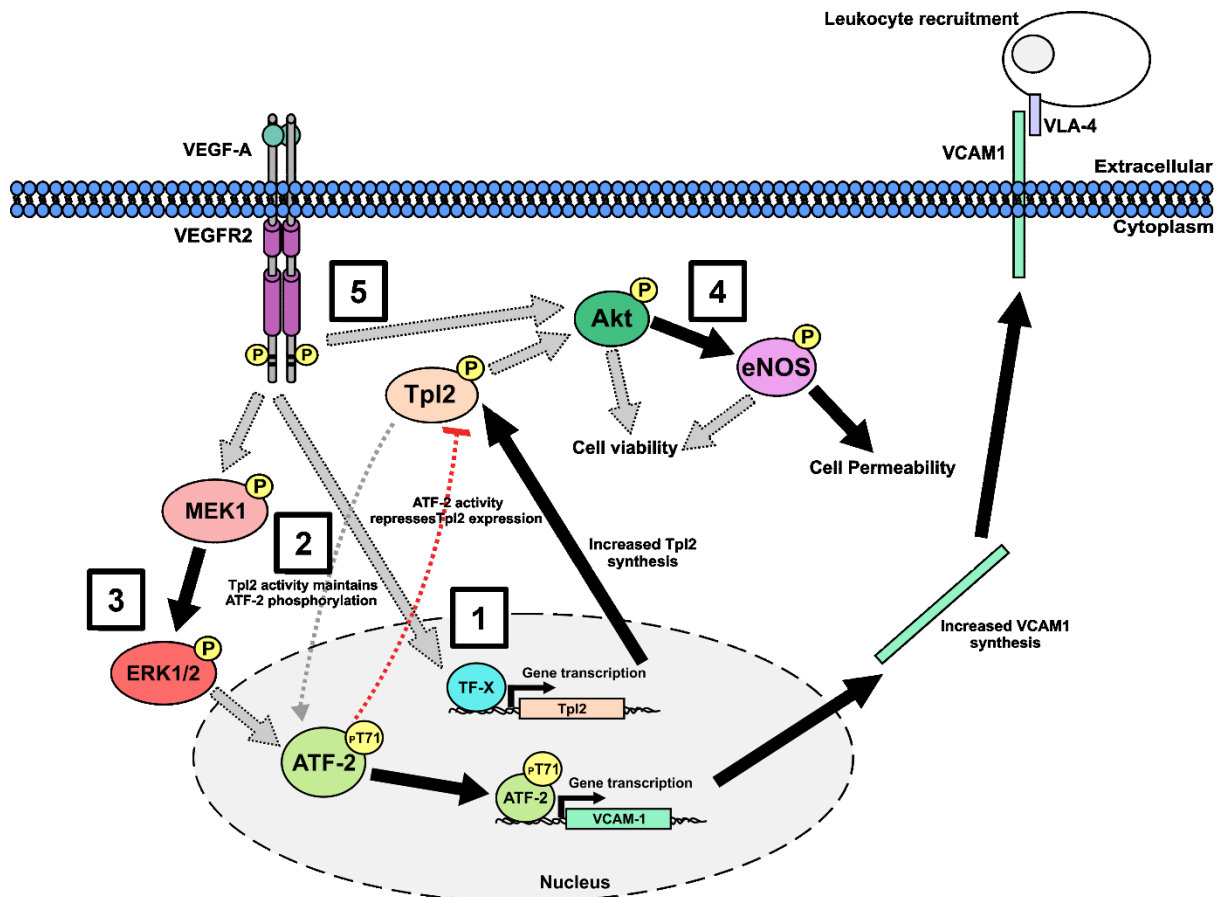 Leukocyte recruitment
VLA-4
VEGF-A
VCAM1
Extracellular
VEGFR2
Cytoplasm
5
4
P
Akt
P
eNOS
P
P
P
Tpl2
Cell viability
Cell Permeability
P
MEK1
ATF-2 activity
repressesTpl2 expression
2
Increased Tpl2
synthesis
Tpl2 activity maintains
ATF-2 phosphorylation
3
1
Increased VCAM1
synthesis
P
ERK1/2
TF-X
Gene transcription
Tpl2
PT71
ATF-2
PT71
ATF-2
Gene transcription
VCAM-1
Nucleus